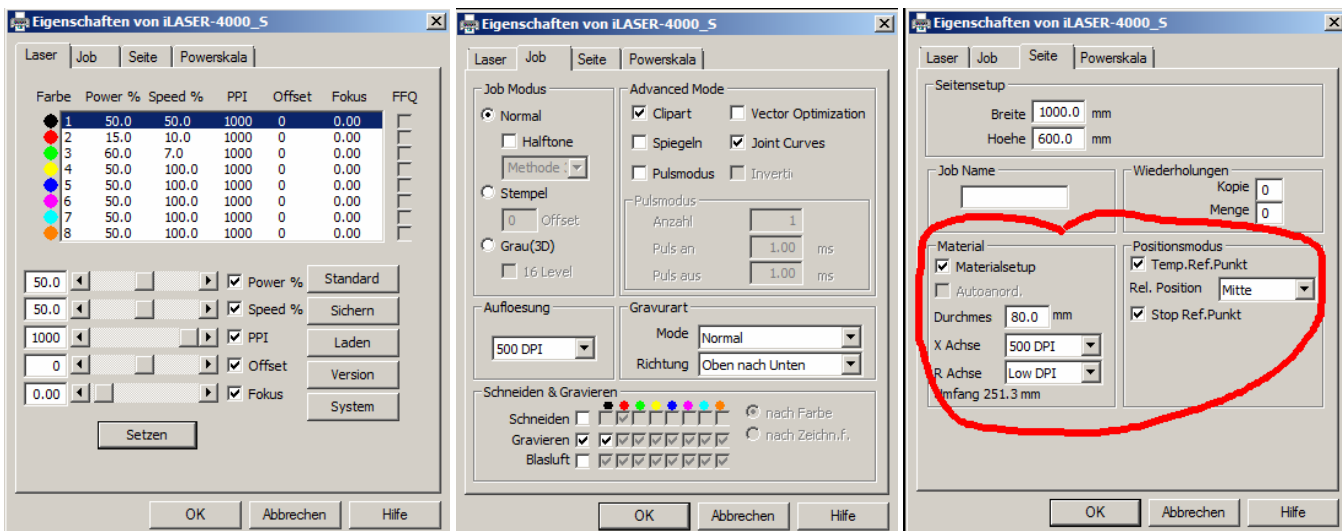 Eigenschaften von iLASER-4000_S
Laser Job Seite Powerskala
Farbe Power % Speed % PPI Offset Fokus FFQ
1 50.0 50.0 1000 0 0.00
2 15.0 10.0 1000 0 0.00
3 60.0 7.0 1000 0 0.00
4 50.0 100.0 1000 0 0.00
5 50.0 100.0 1000 0 0.00
6 50.0 100.0 1000 0 0.00
7 50.0 100.0 1000 0 0.00
8 50.0 100.0 1000 0 0.00
50.0 Power % Standard
50.0 Speed % Sichern
1000 PPI Laden
0 Offset Version
0.00 Fokus System
Setzen
OK Abbrechen Hilfe
Eigenschaften von iLASER-4000_S
Laser Job Seite Powerskala
Job Modus
Normal
Halftone
Methode
Stempel
0 Offset
Grau(3D)
16 Level
Advanced Mode
Clipart Vector Optimization
Spiegeln Joint Curves
Pulsmodus Inverti
Pulsmodus
Anzahl 1
Puls an 1.00 ms
Puls aus 1.00 ms
Aufloesung
500 DPI
Gravurart
Mode Normal
Richtung Oben nach Unten
Schneiden & Gravieren
Schneiden nach Farbe
Gravieren nach Zeichn.f.
Blasluft
OK Abbrechen Hilfe
Eigenschaften von iLASER-4000_S
Laser Job Seite Powerskala
Seitensetup
Breite 1000.0 mm
Hoehe 600.0 mm
Job Name
Wiederholungen
Kopie 0
Menge 0
Material
Materialsetup
Autoanord.
Durchmes 80.0 mm
X Achse 500 DPI
R Achse Low DPI
Umfang 251.3 mm
Positionsmodus
Temp.Ref.Punkt
Rel. Position Mitte
Stop Ref.Punkt
OK Abbrechen Hilfe